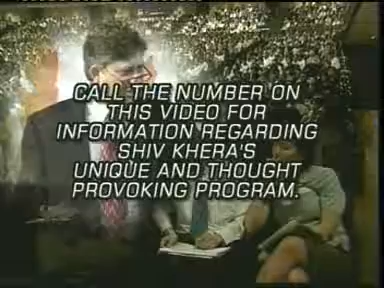 CALL THE NUMBER ON
THIS VIDEO FOR
INFORMATION REGARDING
SHIV KHERA'S
UNIQUE AND THOUGHT
PROVOKING PROGRAM.